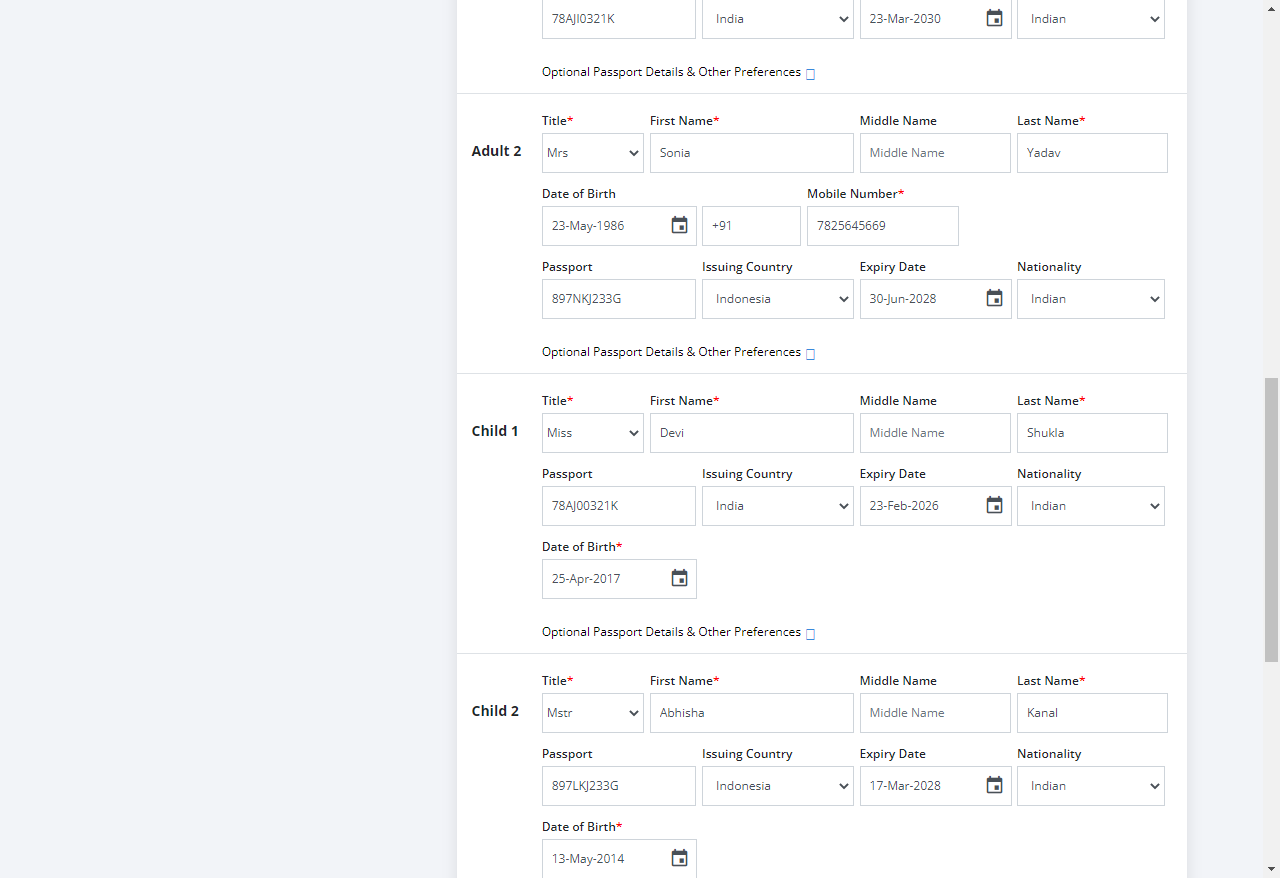 78AJI0321K India 23-Mar-2030 Indian
Optional Passport Details & Other Preferences
Title* First Name* Middle Name Last Name*
Adult 2 Mrs Sonia Middle Name Yadav
Date of Birth Mobile Number*
23-May-1986 +91 7825645669
Passport Issuing Country Expiry Date Nationality
897NKJ233G Indonesia 30-Jun-2028 Indian
Optional Passport Details & Other Preferences
Title* First Name* Middle Name Last Name*
Child 1 Miss Devi Middle Name Shukla
Passport Issuing Country Expiry Date Nationality
78AJ00321K India 23-Feb-2026 Indian
Date of Birth*
25-Apr-2017
Optional Passport Details & Other Preferences
Title* First Name* Middle Name Last Name*
Child 2 Mstr Abhisha Middle Name Kanal
Passport Issuing Country Expiry Date Nationality
897LKJ233G Indonesia 17-Mar-2028 Indian
Date of Birth*
13-May-2014